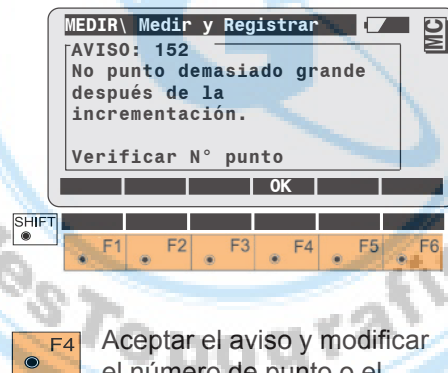 MEDIR\ Medir y Registrar
MC
AVISO: 152
No punto demasiado grande
después de la
incrementación.
Verificar N° punto
OK
SHIFT
F1 F2 F3 F4 F5 F6
F4 Aceptar el aviso y modificar
el número de punto o el